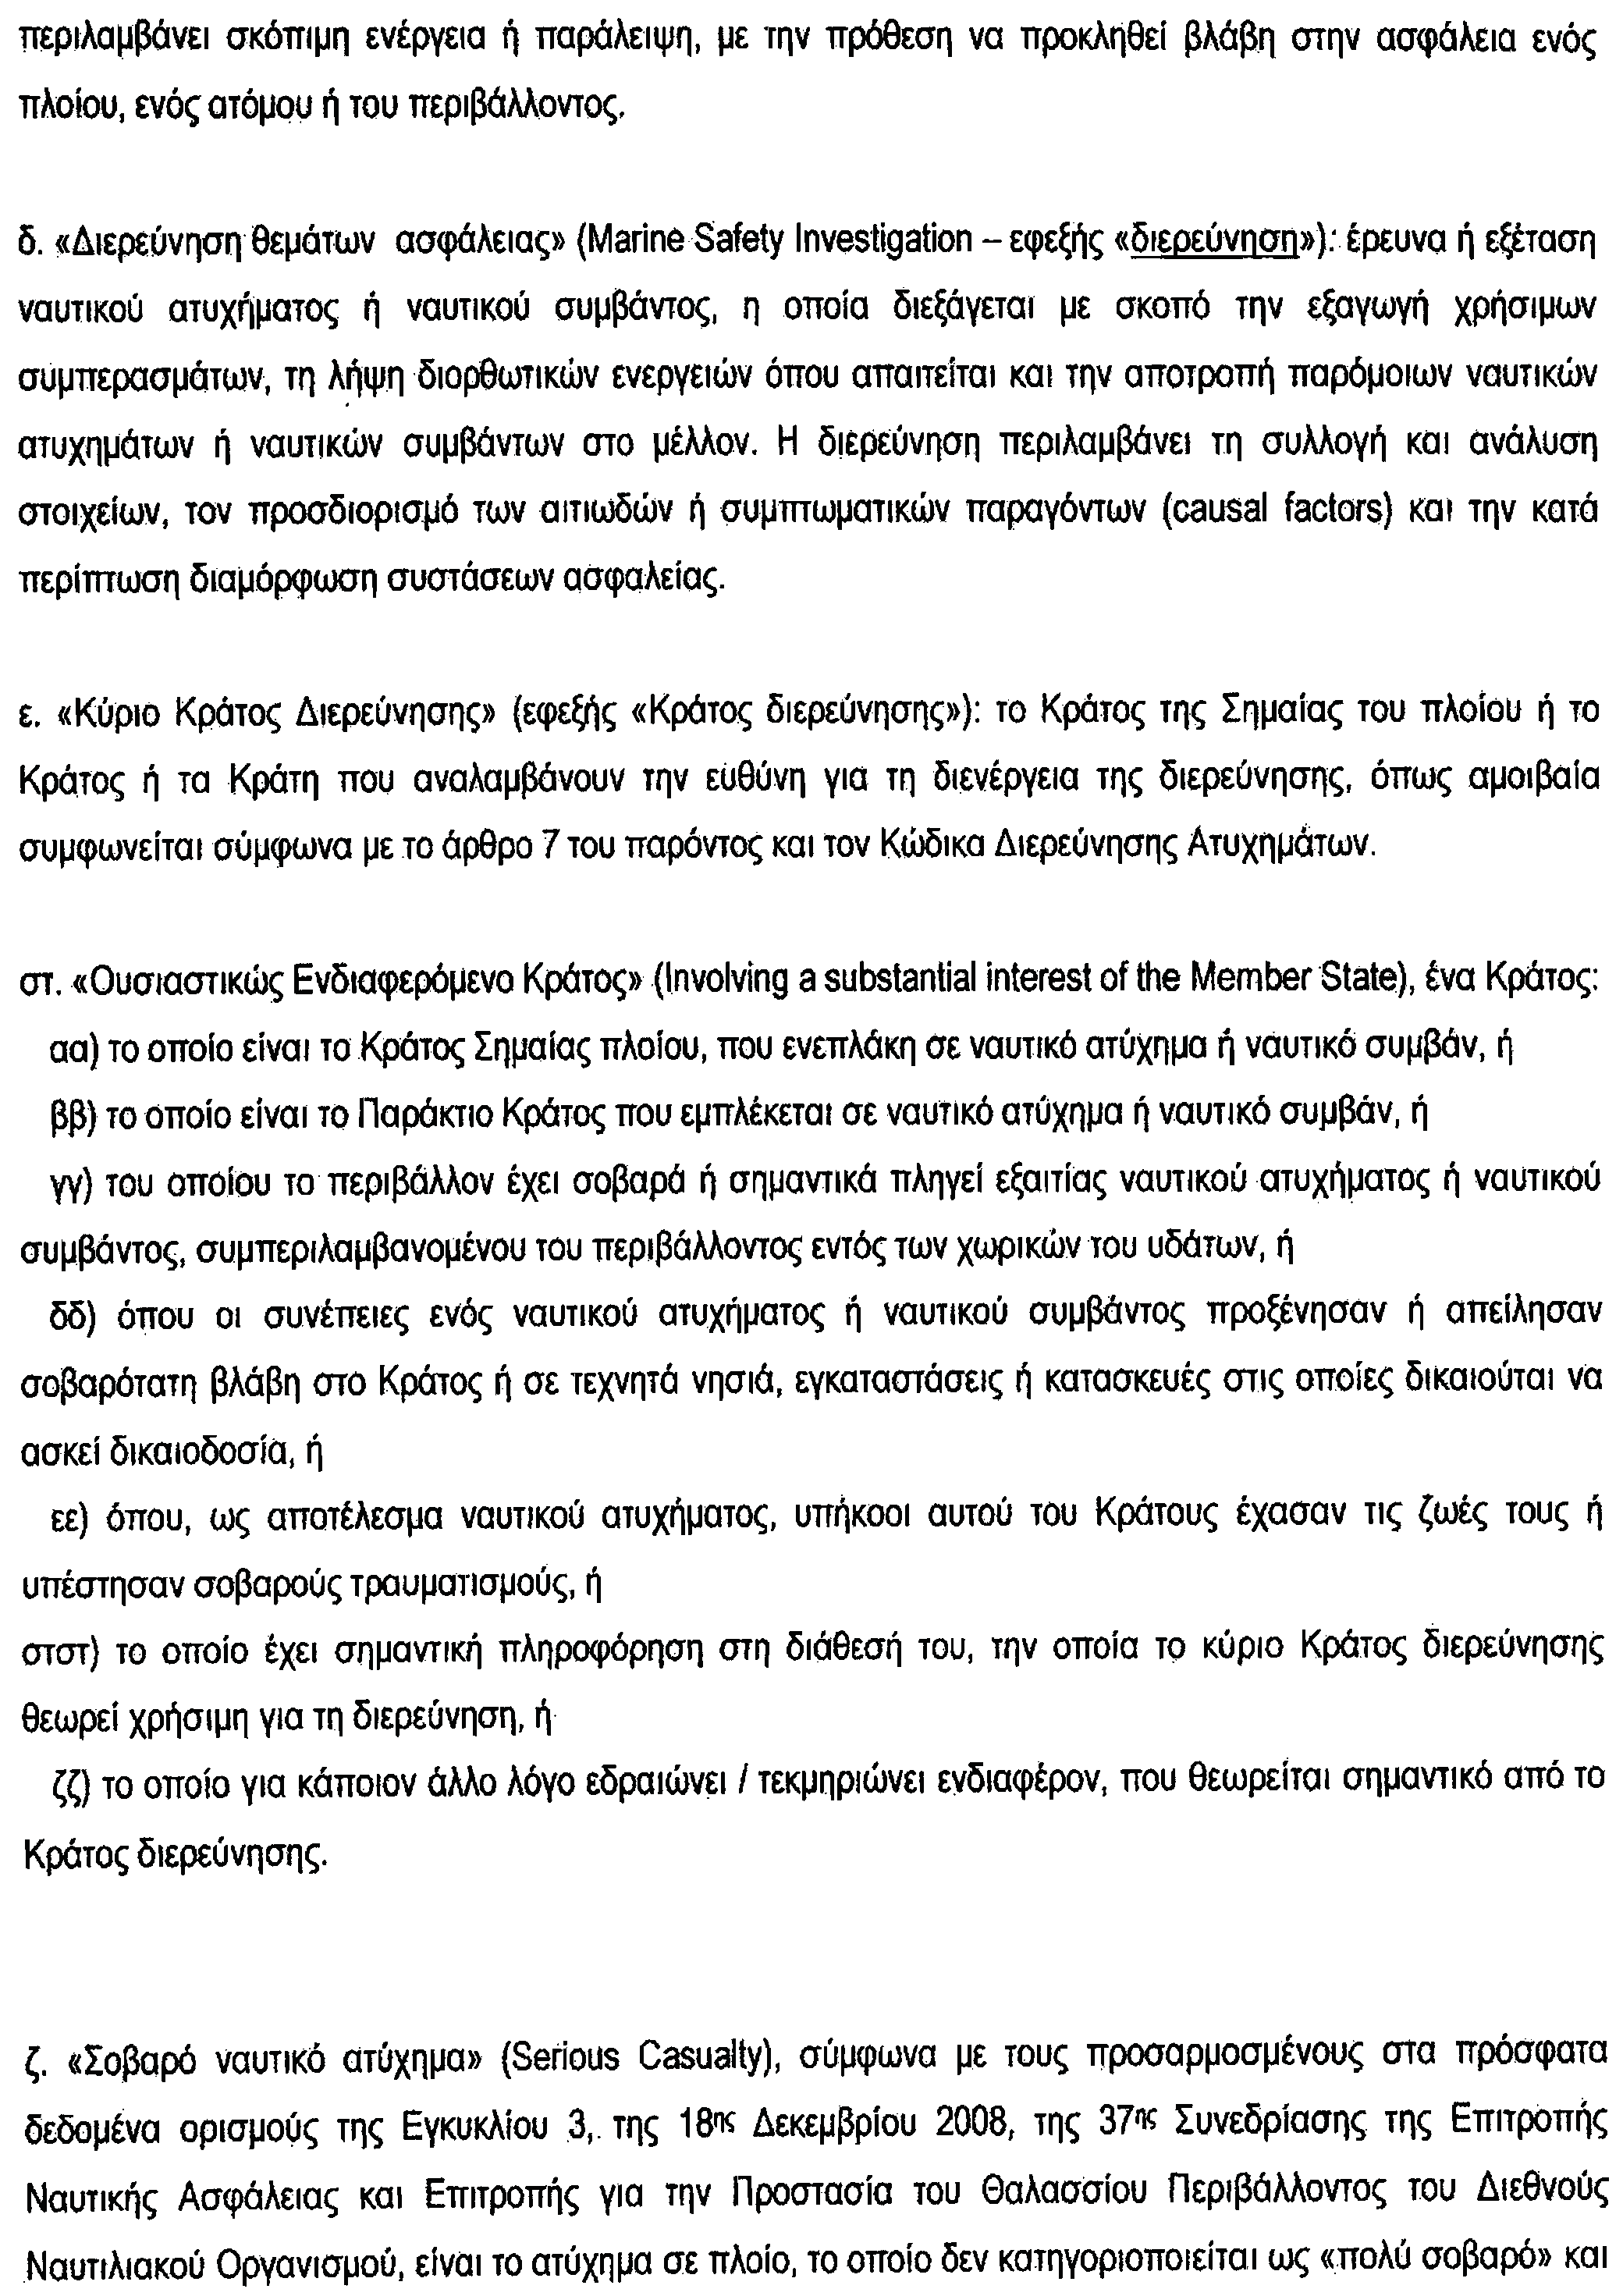 περιλαμβάνει σκόπιμη ενέργεια ή παράλειψη, με την πρόθεση να προκληθεί βλάβη στην ασφάλεια ενός
πλοίου, ενός ατόμου ή του περιβάλλοντος.
δ. «Διερεύνηση θεμάτων ασφάλειας» (Marine Safety Investigation – εφεξής «διερεύνηση»): έρευνα ή εξέταση
ναυτικού ατυχήματος ή ναυτικού συμβάντος, η οποία διεξάγεται με σκοπό την εξαγωγή χρήσιμων
συμπερασμάτων, τη λήψη διορθωτικών ενεργειών όπου απαιτείται και την αποτροπή παρόμοιων ναυτικών
ατυχημάτων ή ναυτικών συμβάντων στο μέλλον. Η διερεύνηση περιλαμβάνει τη συλλογή και ανάλυση
στοιχείων, τον προσδιορισμό των αιτιωδών ή συμπτωματικών παραγόντων (causal factors) και την κατά
περίπτωση διαμόρφωση συστάσεων ασφαλείας.
ε. «Κύριο Κράτος Διερεύνησης» (εφεξής «Κράτος διερεύνησης»): το Κράτος της Σημαίας του πλοίου ή το
Κράτος ή τα Κράτη που αναλαμβάνουν την ευθύνη για τη διενέργεια της διερεύνησης, όπως αμοιβαία
συμφωνείται σύμφωνα με το άρθρο 7 του παρόντος και τον Κώδικα Διερεύνησης Ατυχημάτων.
στ. «Ουσιαστικώς Ενδιαφερόμενο Κράτος» (Involving a substantial interest of the Member State), ένα Κράτος:
αα) το οποίο είναι το Κράτος Σημαίας πλοίου, που ενεπλάκη σε ναυτικό ατύχημα ή ναυτικό συμβάν, ή
ββ) το οποίο είναι το Παράκτιο Κράτος που εμπλέκεται σε ναυτικό ατύχημα ή ναυτικό συμβάν, ή
γγ) του οποίου το περιβάλλον έχει σοβαρά ή σημαντικά πληγεί εξαιτίας ναυτικού ατυχήματος ή ναυτικού
συμβάντος, συμπεριλαμβανομένου του περιβάλλοντος εντός των χωρικών του υδάτων, ή
δδ) όπου οι συνέπειες ενός ναυτικού ατυχήματος ή ναυτικού συμβάντος προξένησαν ή απείλησαν
σοβαρότατη βλάβη στο Κράτος ή σε τεχνητά νησιά, εγκαταστάσεις ή κατασκευές στις οποίες δικαιούται να
ασκεί δικαιοδοσία, ή
εε) όπου, ως αποτέλεσμα ναυτικού ατυχήματος, υπήκοοι αυτού του Κράτους έχασαν τις ζωές τους ή
υπέστησαν σοβαρούς τραυματισμούς, ή
στστ) το οποίο έχει σημαντική πληροφόρηση στη διάθεσή του, την οποία το κύριο Κράτος διερεύνησης
θεωρεί χρήσιμη για τη διερεύνηση, ή
ζζ) το οποίο για κάποιον άλλο λόγο εδραιώνει / τεκμηριώνει ενδιαφέρον, που θεωρείται σημαντικό από το
Κράτος διερεύνησης.
ζ. «Σοβαρό ναυτικό ατύχημα» (Serious Casualty), σύμφωνα με τους προσαρμοσμένους στα πρόσφατα
δεδομένα ορισμούς της Εγκυκλίου 3, της 18ης Δεκεμβρίου 2008, της 37ης Συνεδρίασης της Επιτροπής
Ναυτικής Ασφάλειας και Επιτροπής για την Προστασία του Θαλασσίου Περιβάλλοντος του Διεθνούς
Ναυτιλιακού Οργανισμού, είναι το ατύχημα σε πλοίο, το οποίο δεν κατηγοριοποιείται ως «πολύ σοβαρό» και